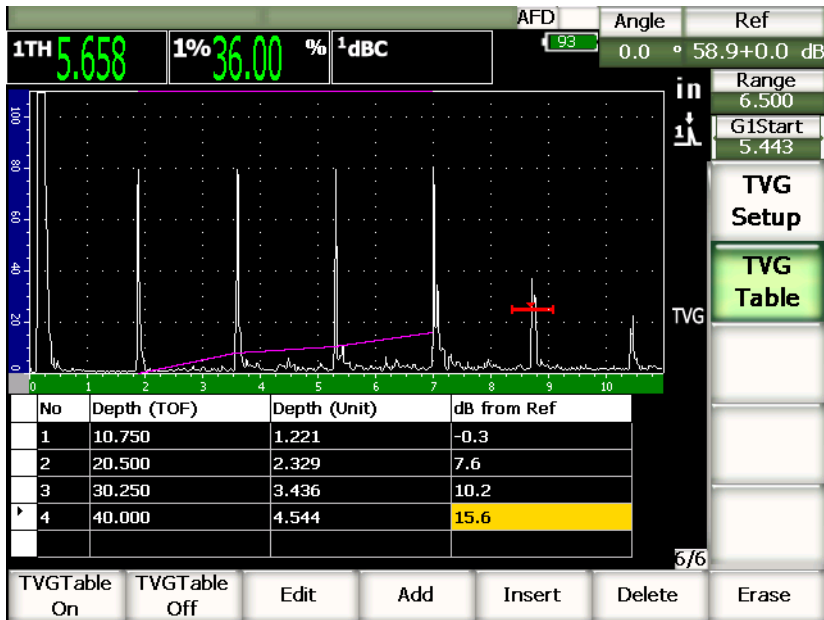 AFD
Angle
Ref
1TH 5.658
1% 36.00 %
1dBC
93
0.0 °
58.9+0.0 dB
in
Range
6.500
G1Start
5.443
1
TVG
Setup
TVG
Table
TVG
100
80
60
40
20
0
0 1 2 3 4 5 6 7 8 9 10
No Depth (TOF) Depth (Unit) dB from Ref
1 10.750 1.221 -0.3
2 20.500 2.329 7.6
3 30.250 3.436 10.2
4 40.000 4.544 15.6
6/6
TVGTable
On
TVGTable
Off
Edit
Add
Insert
Delete
Erase